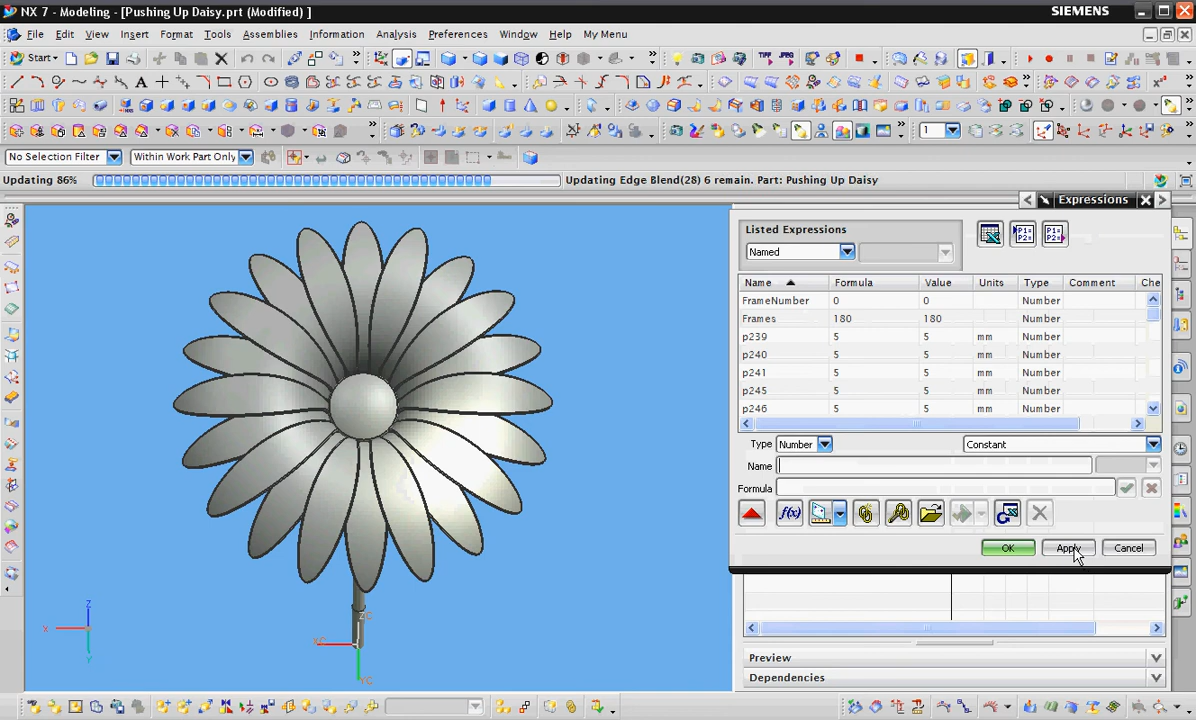 NX 7 - Modeling - [Pushing Up Daisy.prt (Modified) ]
SIEMENS
File Edit View Insert Format Tools Assemblies Information Analysis Preferences Window Help My Menu
Start
1
No Selection Filter
Within Work Part Only
Updating 86%
Updating Edge Blend(28) 6 remain. Part: Pushing Up Daisy
Expressions
Listed Expressions
Named
Name Formula Value Units Type Comment Che
FrameNumber 0 0 Number
Frames 180 180 Number
p239 5 5 mm Number
p240 5 5 mm Number
p241 5 5 mm Number
p245 5 5 mm Number
p246 5 5 mm Number
Type Number Constant
Name
Formula
f(x)
OK Apply Cancel
Preview
Dependencies
Z
X
Y
ZC
XC
YC